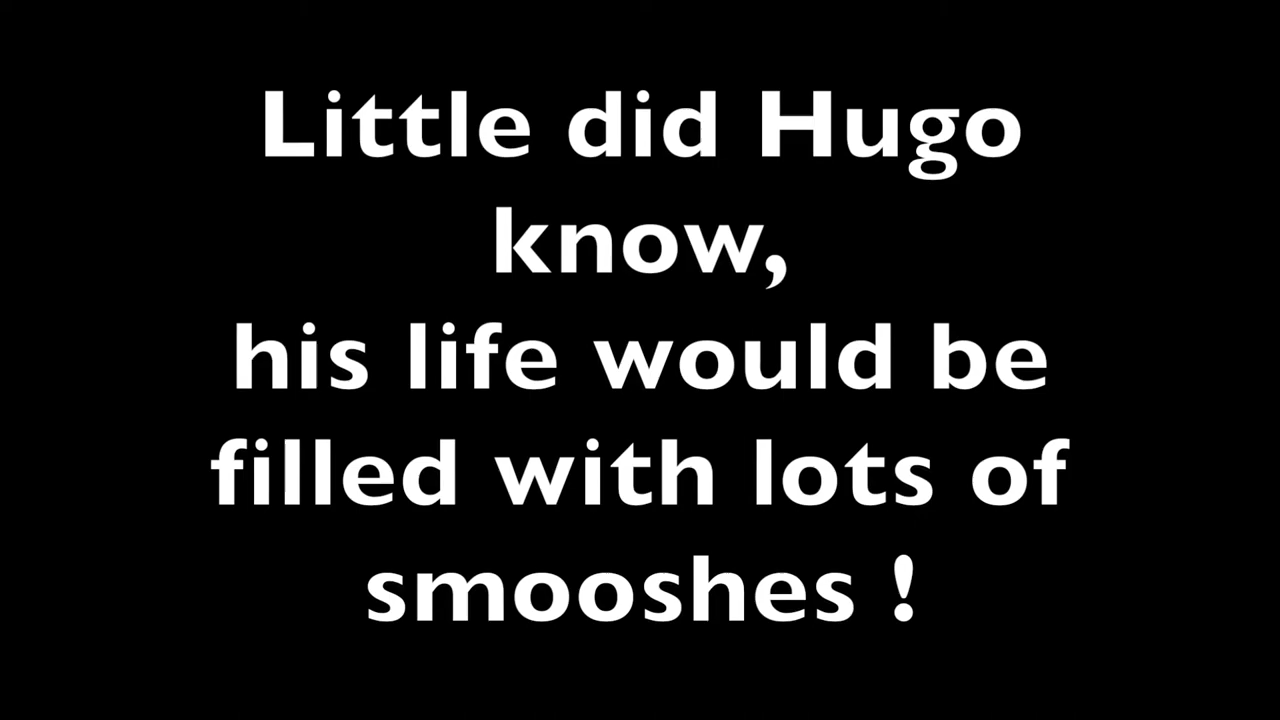 Little did Hugo
know,
his life would be
filled with lots of
smooshes !